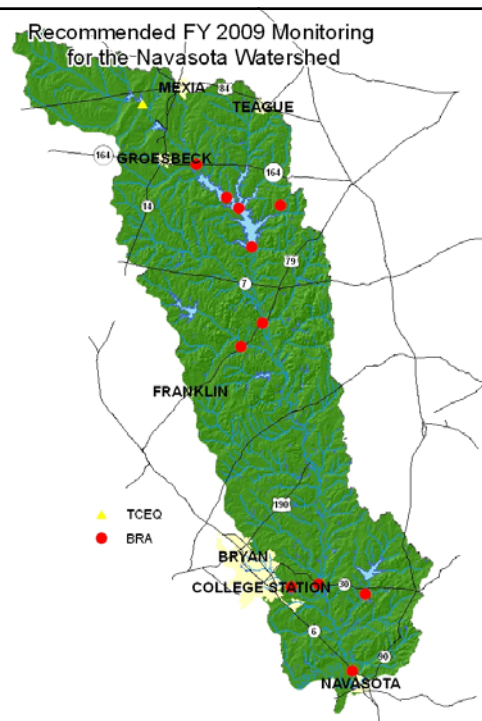 Recommended FY 2009 Monitoring
for the Navasota Watershed
MEXIA
84
TEAGUE
164
GROESBECK
164
14
79
7
FRANKLIN
TCEQ
190
BRA
BRYAN
COLLEGE STATION
30
6
90
NAVASOTA